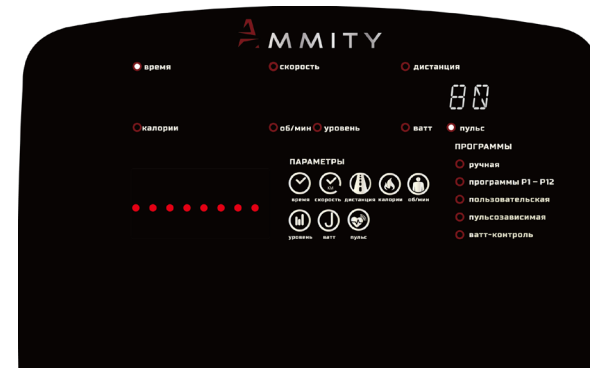 AMMITY
время скорость дистанция
80
калории об/мин уровень ватт пульс
ПРОГРАММЫ
ручная
программы P1 – P12
пользовательская
пульсозависимая
ватт-контроль
ПАРАМЕТРЫ
время скорость дистанция калории об/мин
уровень ватт пульс